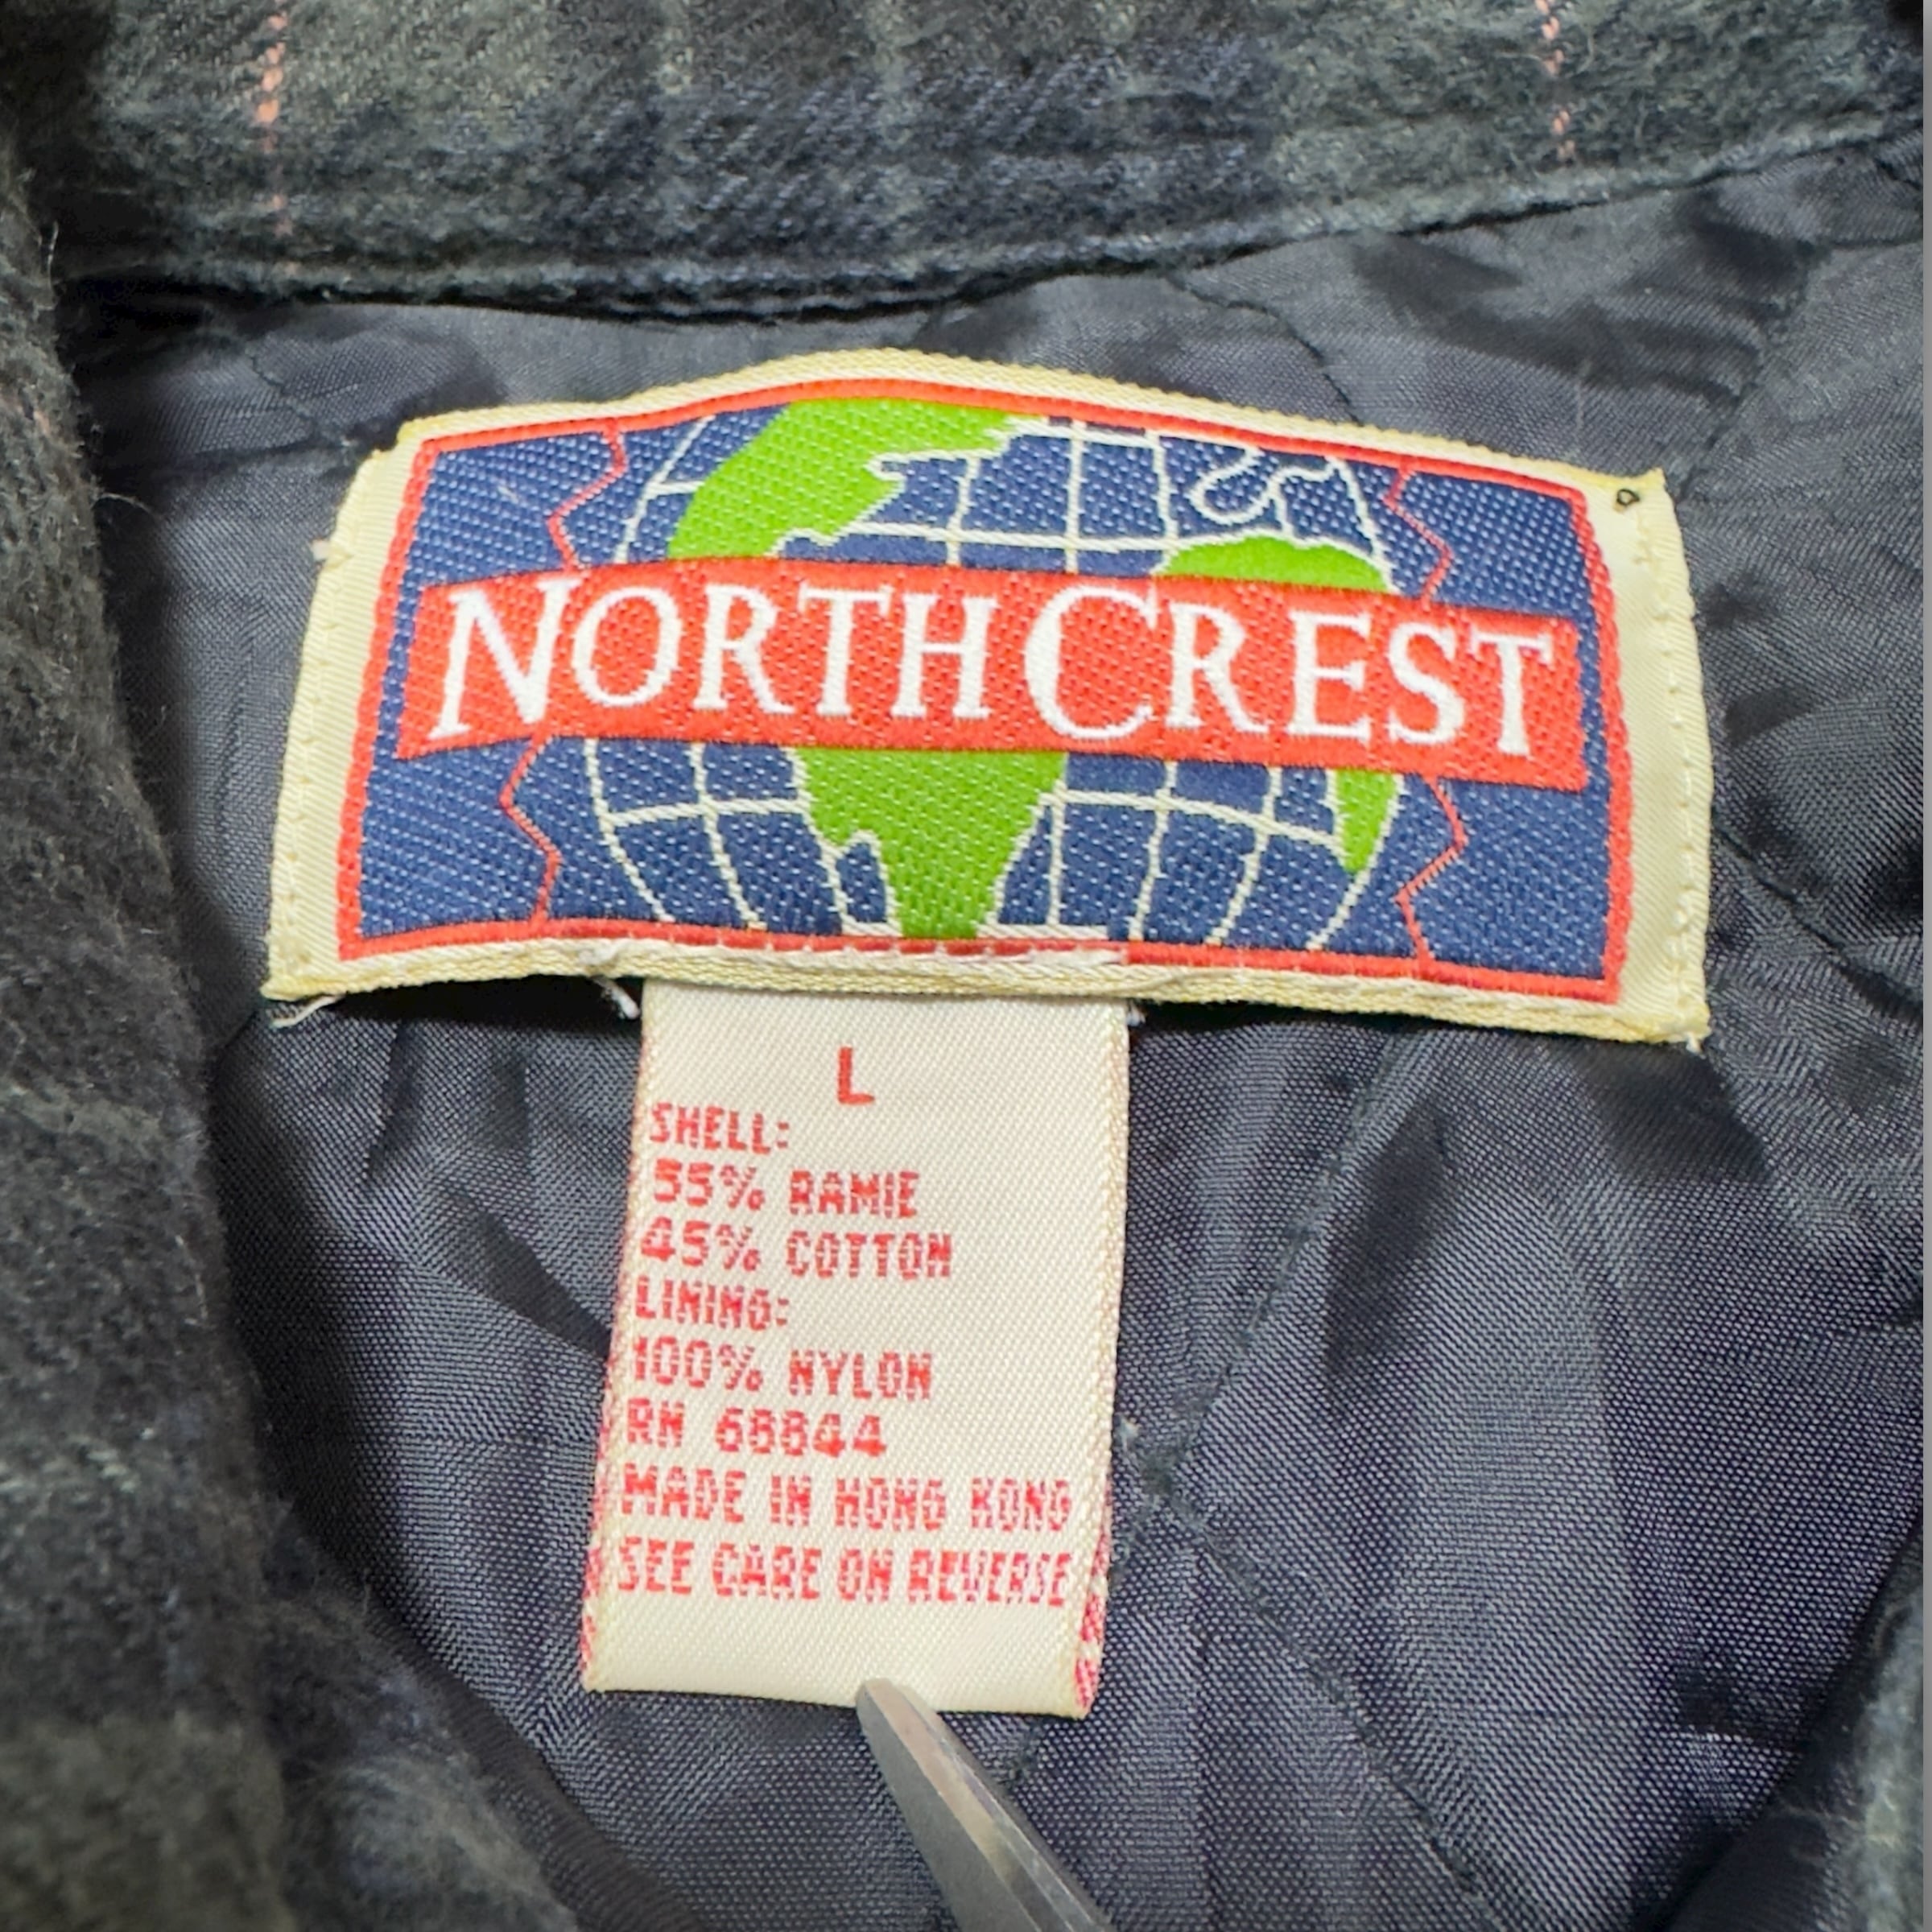 NORTHCREST
L
SHELL:
55% RAMIE
45% COTTON
LINING:
100% NYLON
RN 68844
MADE IN HONG KONG
SEE CARE ON REVERSE